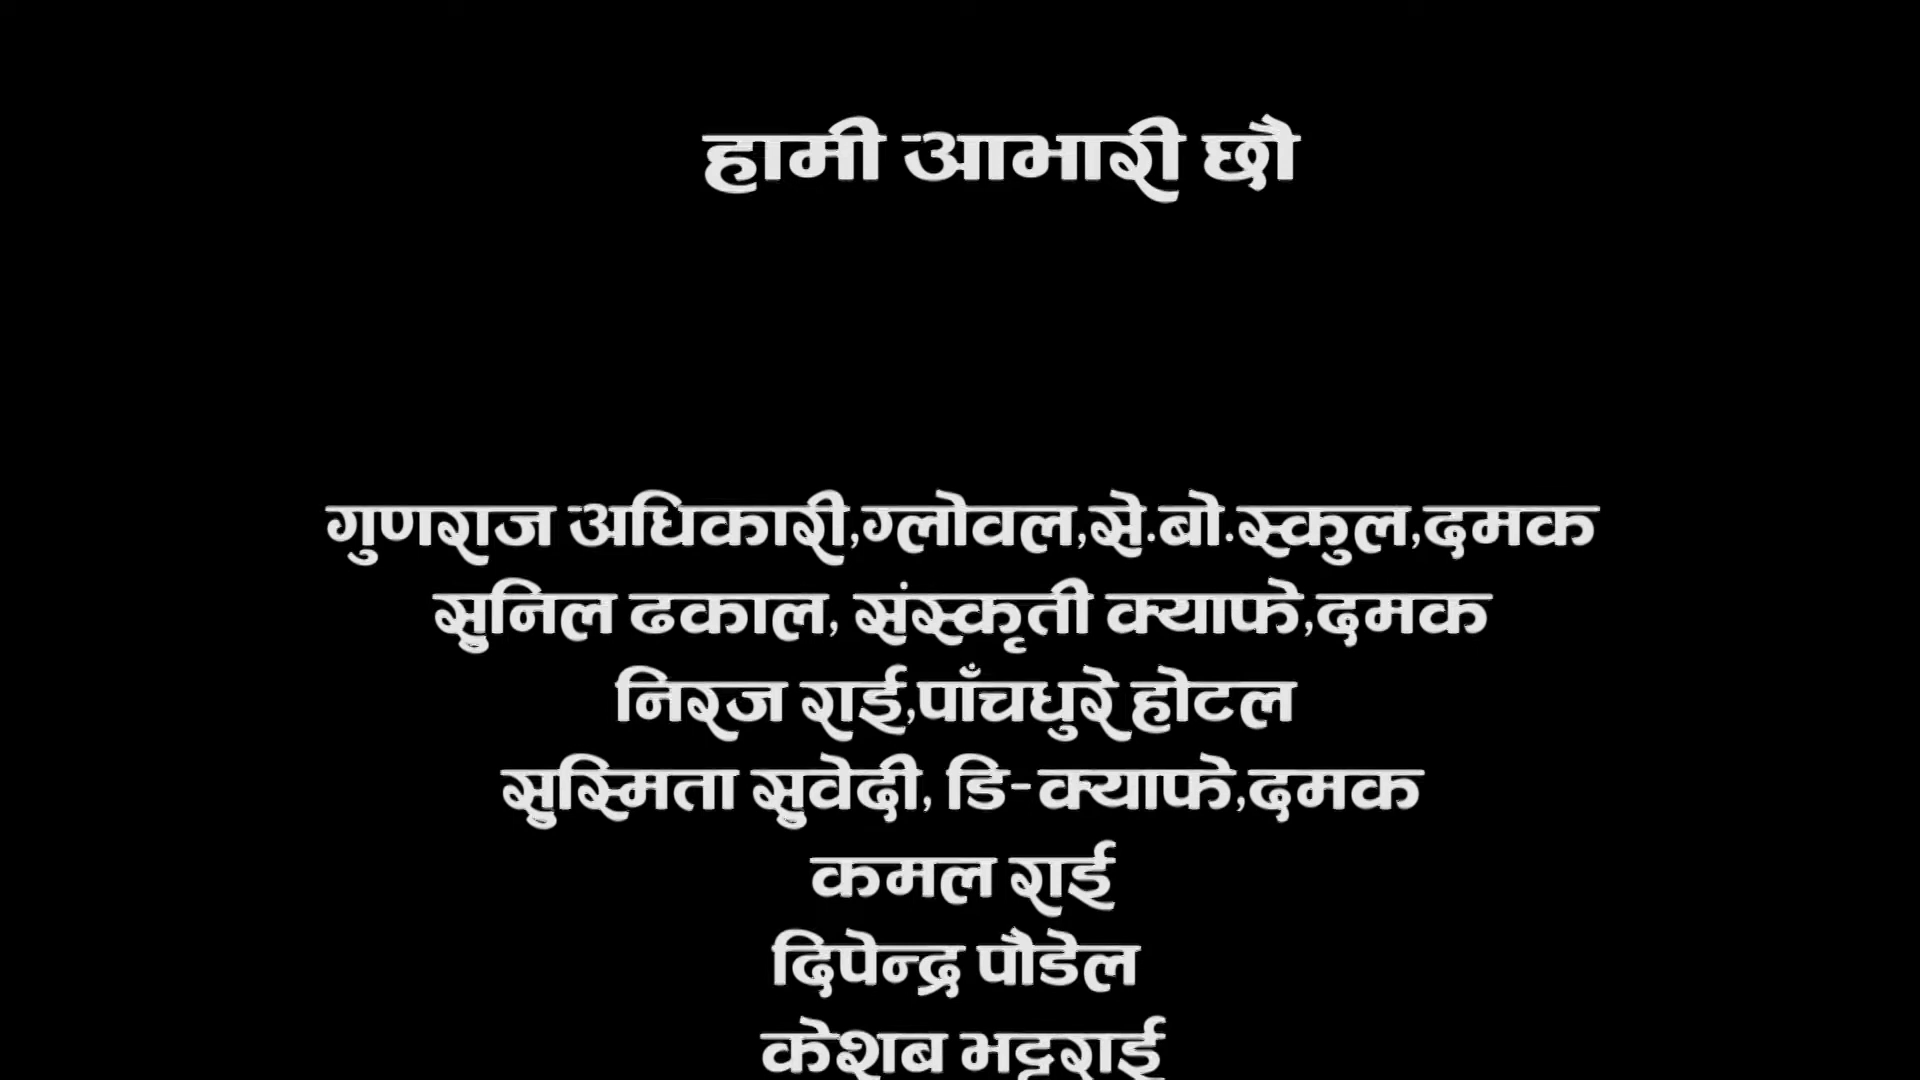 हामी आभारी छौ
गुणराज अधिकारी,ग्लोवल,से.बो.स्कुल,दमक
सुनिल ढकाल, संस्कृती क्याफे,दमक
निरज राई,पाँचधुरे होटल
सुस्मिता सुवेदी, डि-क्याफे,दमक
कमल राई
दिपेन्द्र पौडेल
केशब भट्टराई